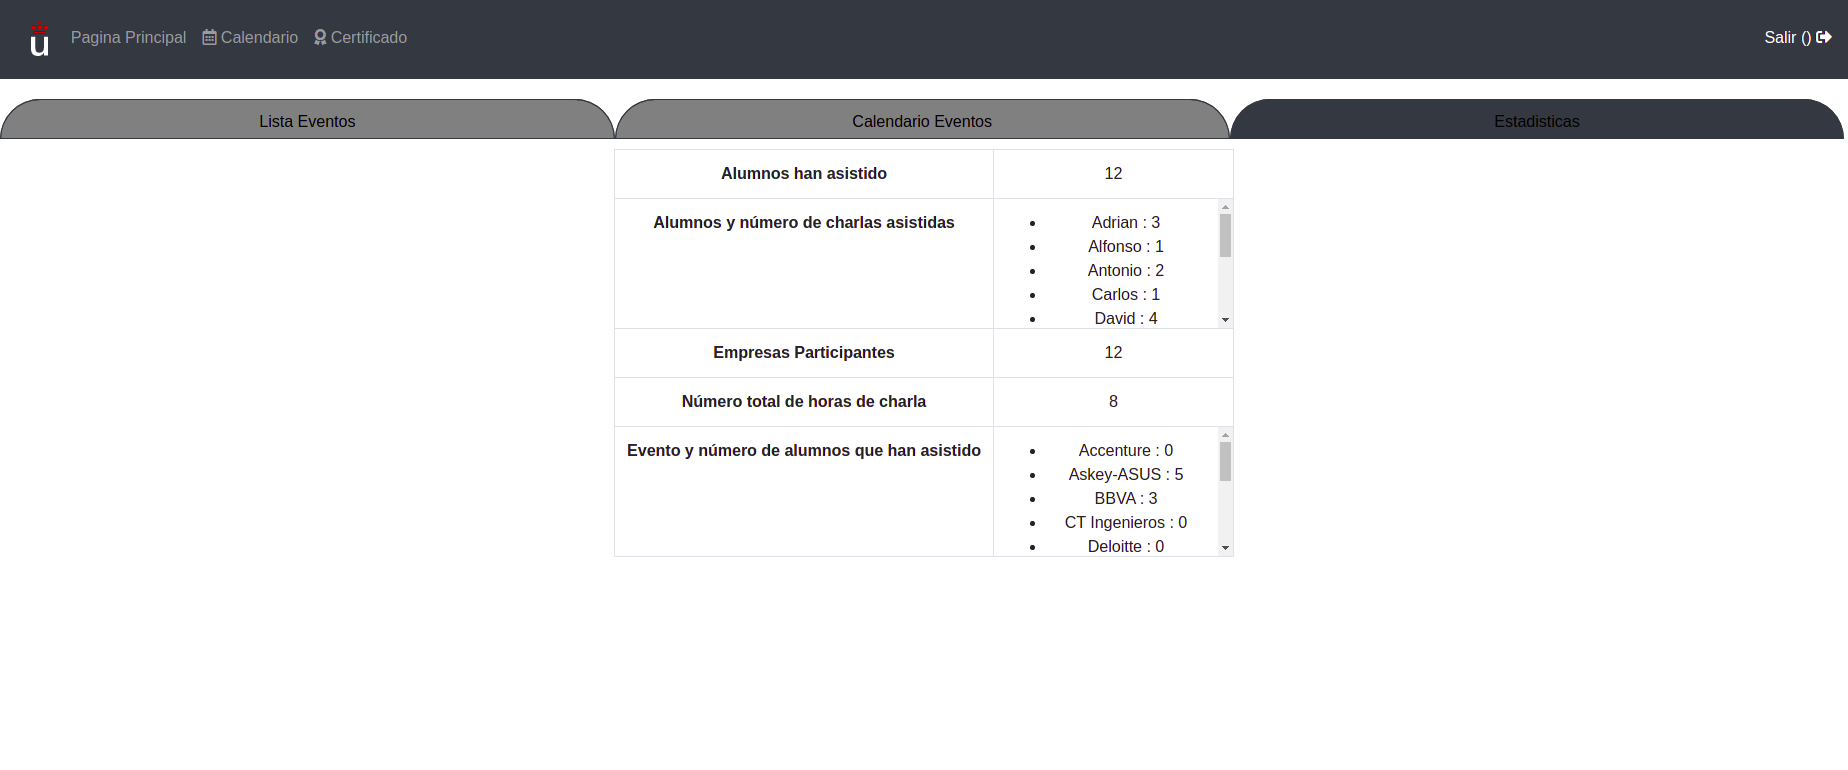 u
Pagina Principal Calendario Certificado Salir ()
Lista Eventos Calendario Eventos Estadisticas
Alumnos han asistido 12
Alumnos y número de charlas asistidas
Adrian : 3
Alfonso : 1
Antonio : 2
Carlos : 1
David : 4
Empresas Participantes 12
Número total de horas de charla 8
Evento y número de alumnos que han asistido
Accenture : 0
Askey-ASUS : 5
BBVA : 3
CT Ingenieros : 0
Deloitte : 0